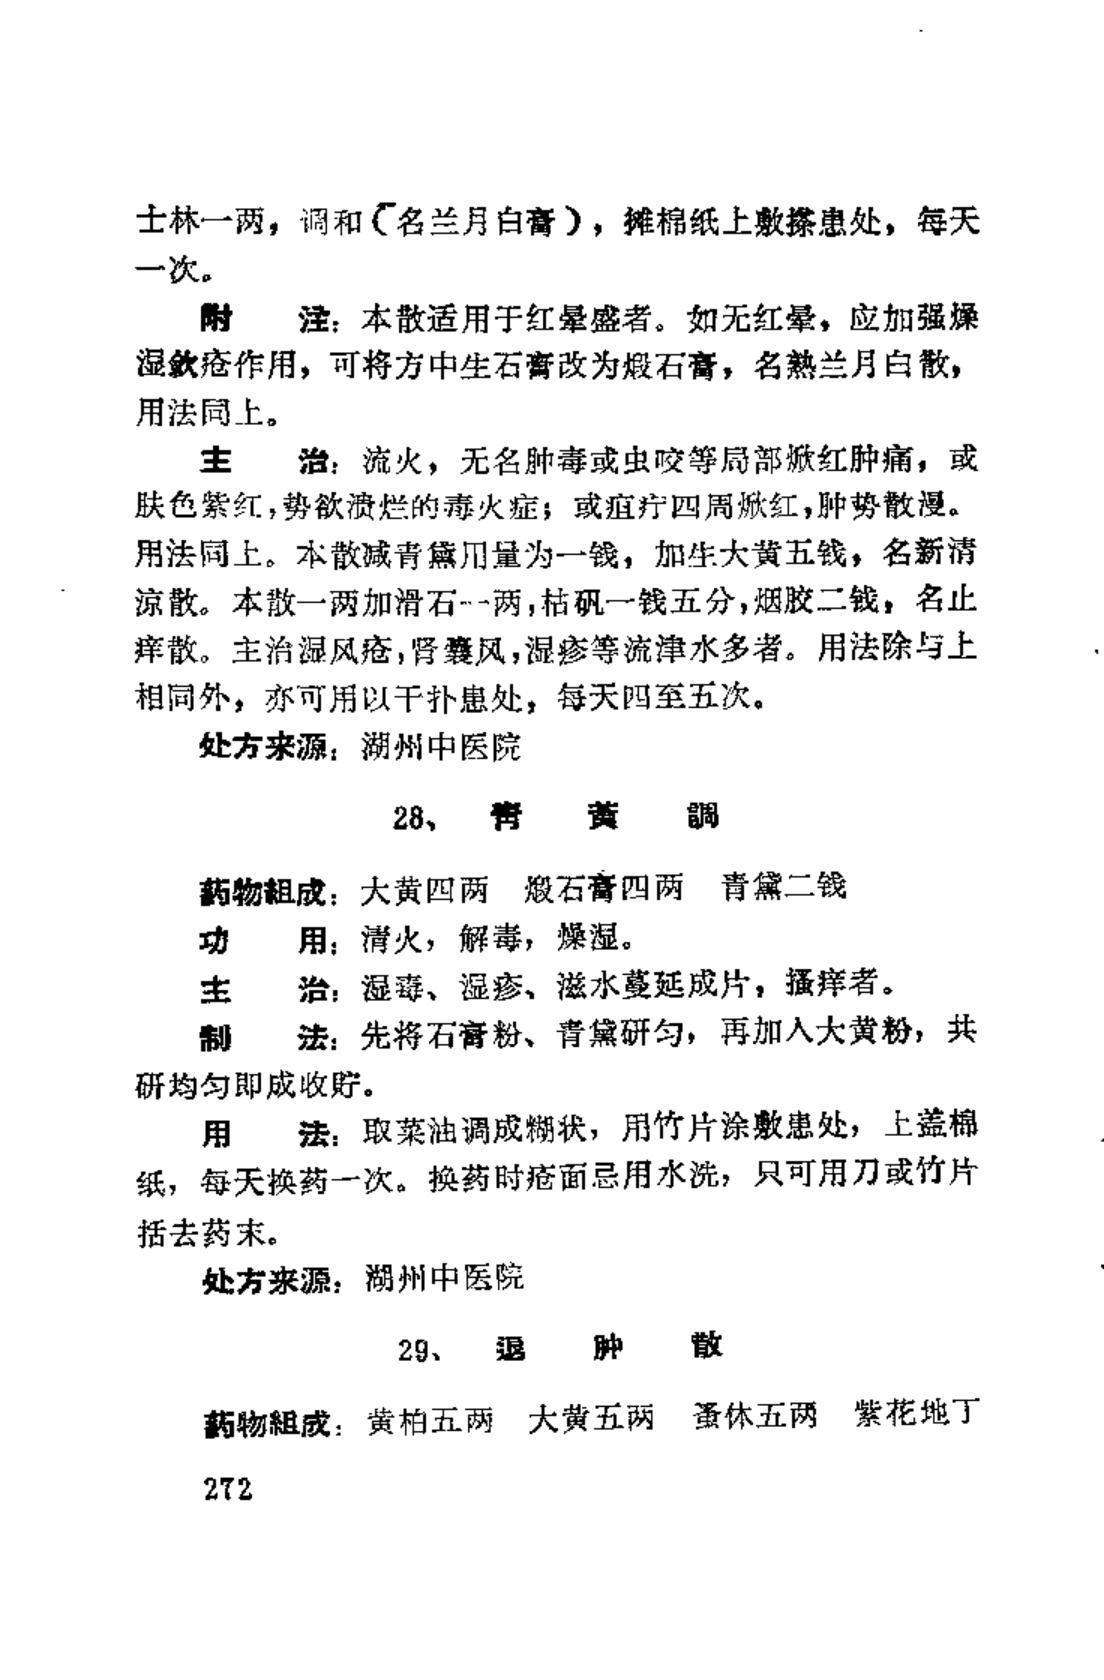 士林一两，调和（名兰月白膏），摊棉纸上敷搽患处，每天
一次。
附　　注：本散适用于红晕盛者。如无红晕，应加强燥
湿敛疮作用，可将方中生石膏改为煅石膏，名熟兰月白散，
用法同上。
主　　治：流火，无名肿毒或虫咬等局部焮红肿痛，或
肤色紫红，势欲溃烂的毒火症；或疽疔四周焮红，肿势散漫。
用法同上。本散减青黛用量为一钱，加生大黄五钱，名新清
凉散。本散一两加滑石一两，枯矾一钱五分，烟胶二钱，名止
痒散。主治湿风疮，肾囊风，湿疹等流津水多者。用法除与上
相同外，亦可用以干扑患处，每天四至五次。
处方来源：湖州中医院
28、　青　黃　調
药物組成：大黄四两　煅石膏四两　青黛二钱
功　　用：清火，解毒，燥湿。
主　　治：湿毒、湿疹、滋水蔓延成片，搔痒者。
制　　法：先将石膏粉、青黛研匀，再加入大黄粉，共
研均匀即成收贮。
用　　法：取菜油调成糊状，用竹片涂敷患处，上盖棉
纸，每天换药一次。换药时疮面忌用水洗，只可用刀或竹片
括去药末。
处方来源：湖州中医院
29、　退　肿　散
药物組成：黄柏五两　大黄五两　蚤休五两　紫花地丁
272